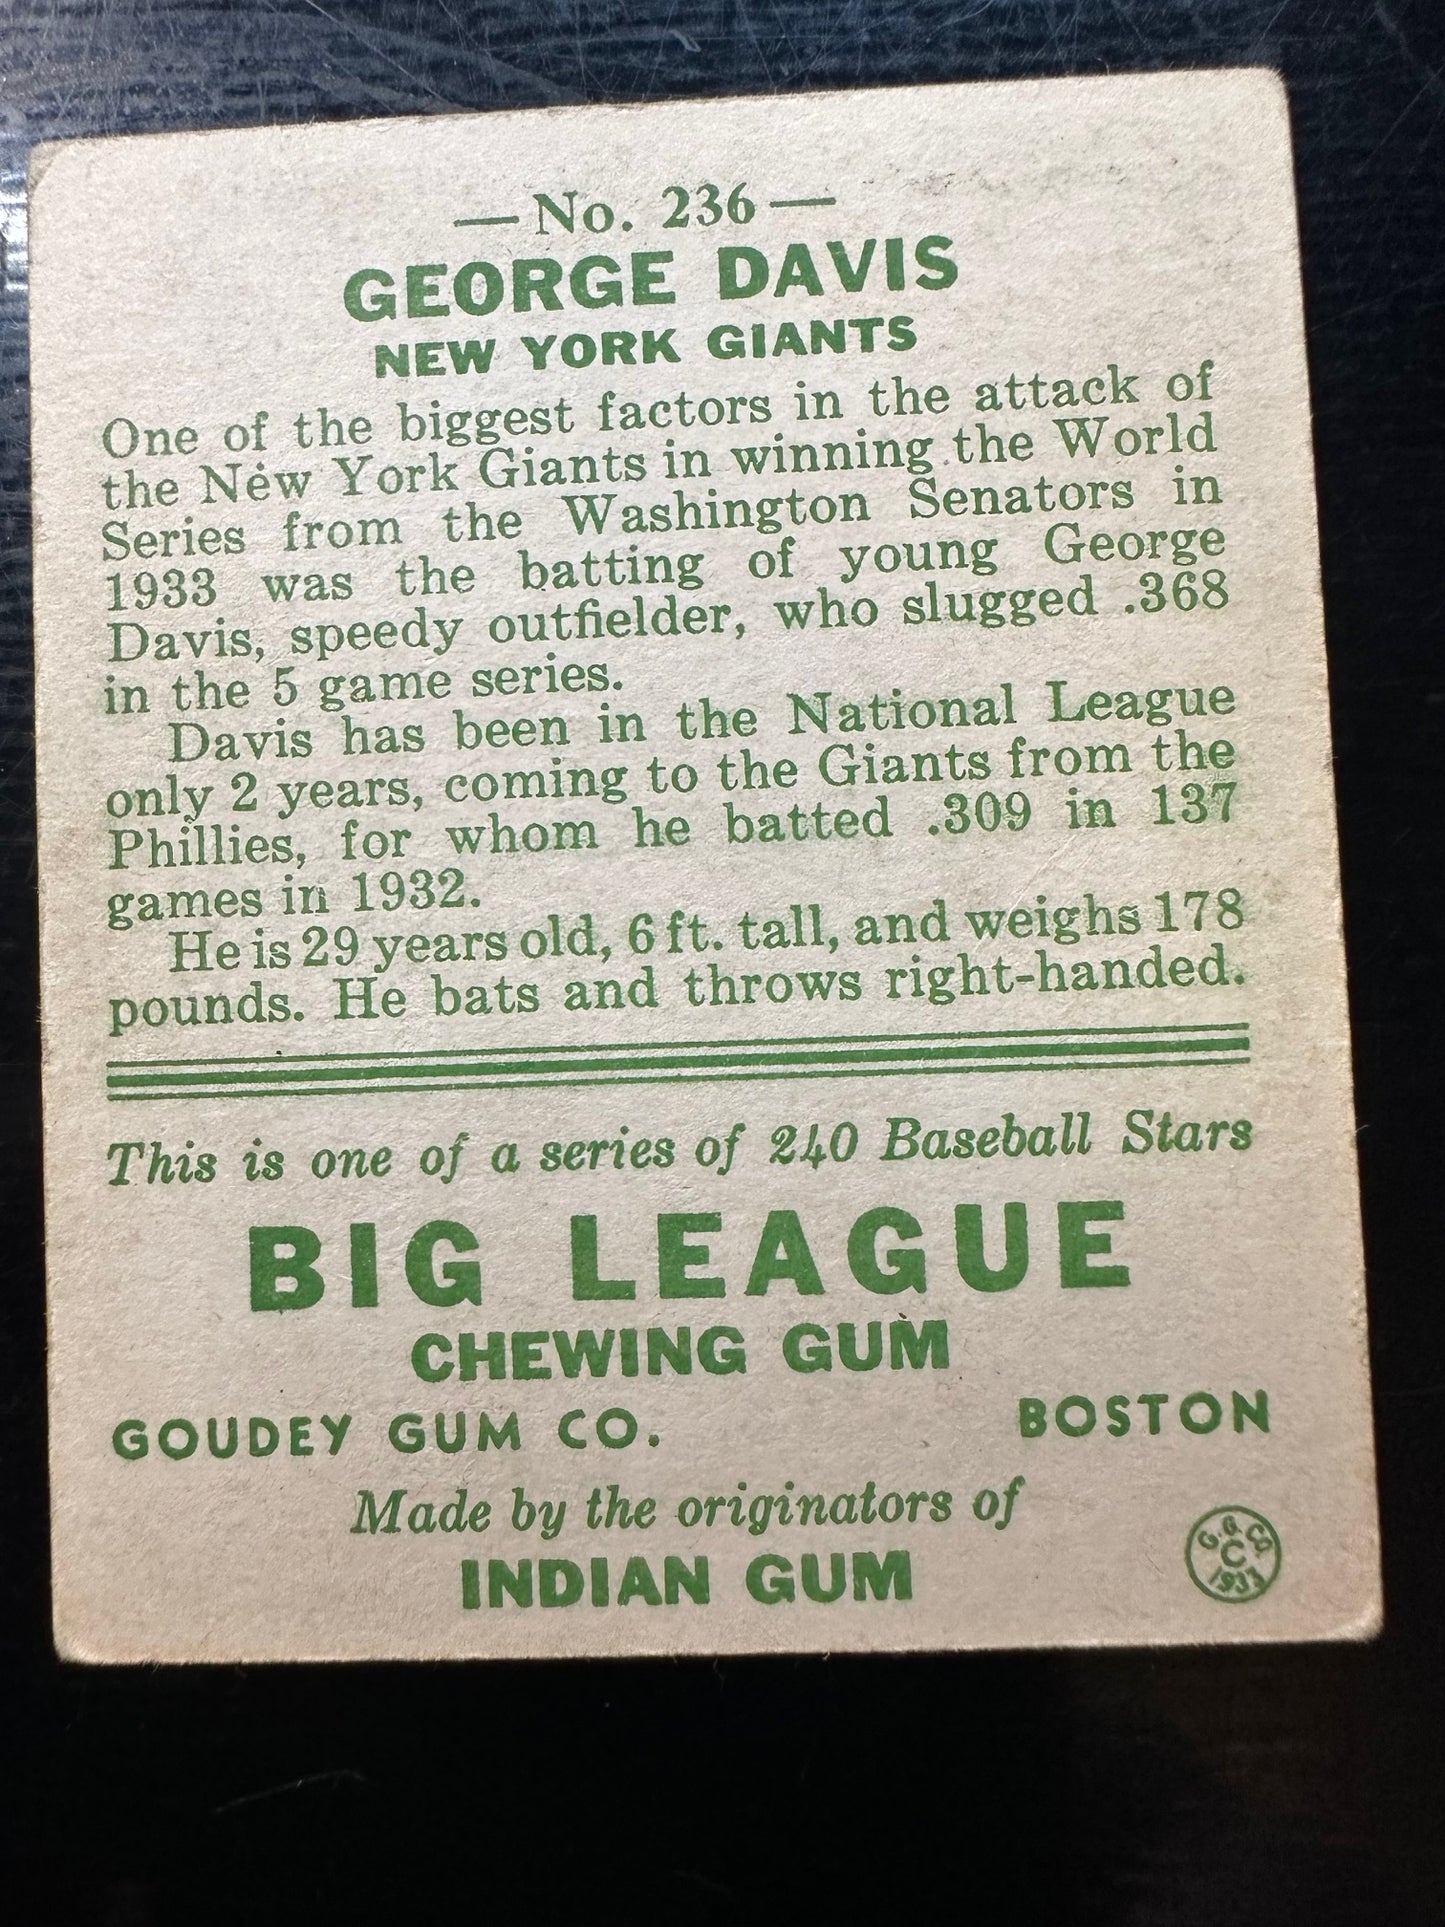 — No. 236 —
GEORGE DAVIS
NEW YORK GIANTS
One of the biggest factors in the attack of
the New York Giants in winning the World
Series from the Washington Senators in
1933 was the batting of young George
Davis, speedy outfielder, who slugged .368
in the 5 game series.
Davis has been in the National League
only 2 years, coming to the Giants from the
Phillies, for whom he batted .309 in 137
games in 1932.
He is 29 years old, 6 ft. tall, and weighs 178
pounds. He bats and throws right-handed.
This is one of a series of 240 Baseball Stars
BIG LEAGUE
CHEWING GUM
GOUDEY GUM CO. BOSTON
Made by the originators of
INDIAN GUM
G. G. Co.
C
1933